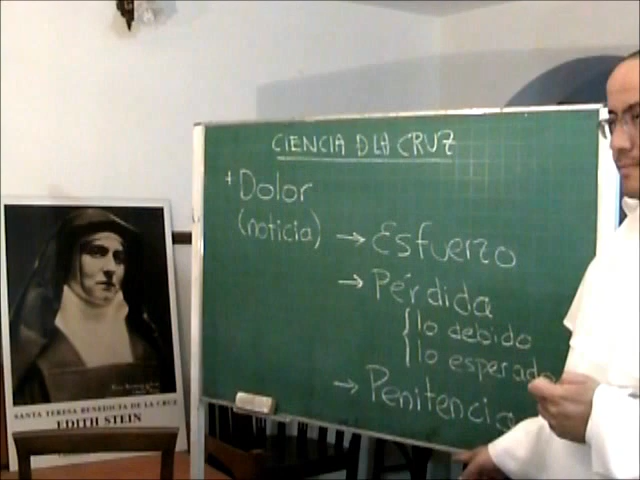 CIENCIA D LA CRUZ
+ Dolor
(noticia) → Esfuerzo
→ Pérdida
lo debido
lo esperado
→ Penitencia
SANTA TERESA BENEDICTA DE LA CRUZ
EDITH STEIN